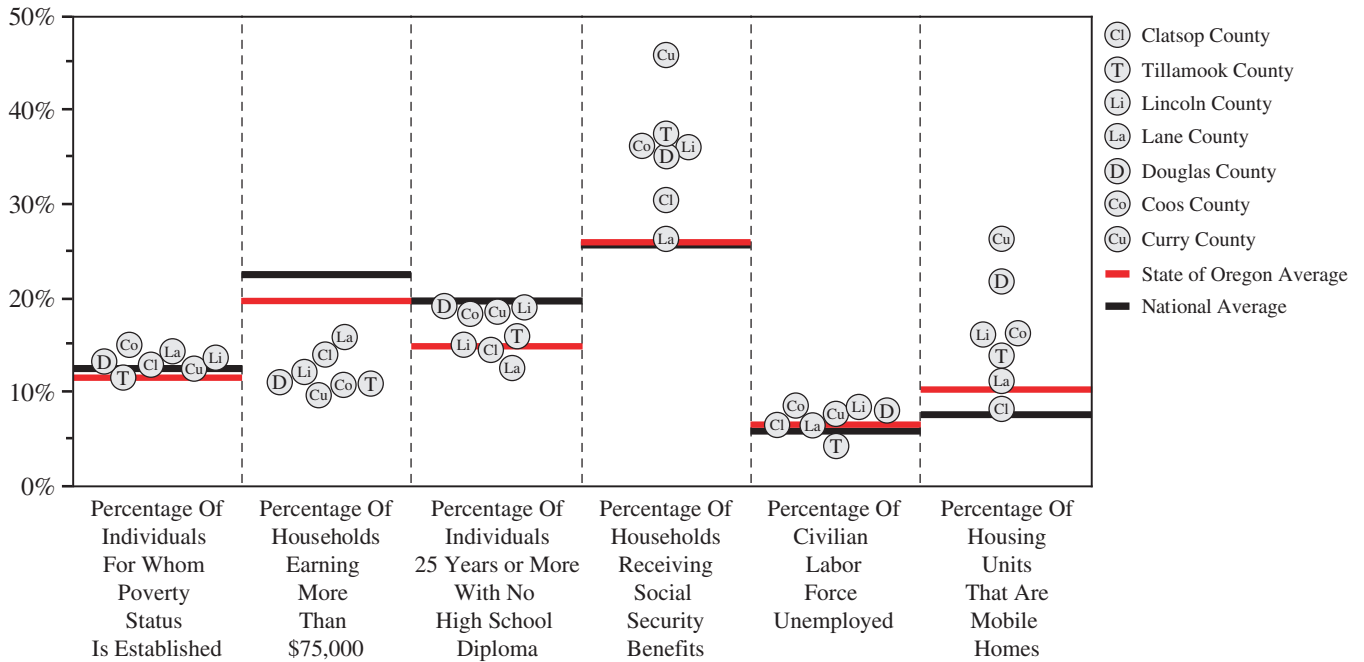 50%
40%
30%
20%
10%
0%
Cu
T
Co
Li
D
Cl
La
Cu
D
Li
Co
T
La
Cl
Co
La
Li
D
Cl
Cu
T
La
Cl
Li
D
Co
T
Cu
D
Co
Cu
Li
T
Li
Cl
La
Co
Li
D
Cu
Cl
La
T
Percentage Of
Individuals
For Whom
Poverty
Status
Is Established
Percentage Of
Households
Earning
More
Than
$75,000
Percentage Of
Individuals
25 Years or More
With No
High School
Diploma
Percentage Of
Households
Receiving
Social
Security
Benefits
Percentage Of
Civilian
Labor
Force
Unemployed
Percentage Of
Housing
Units
That Are
Mobile
Homes
Cl Clatsop County
T Tillamook County
Li Lincoln County
La Lane County
D Douglas County
Co Coos County
Cu Curry County
State of Oregon Average
National Average